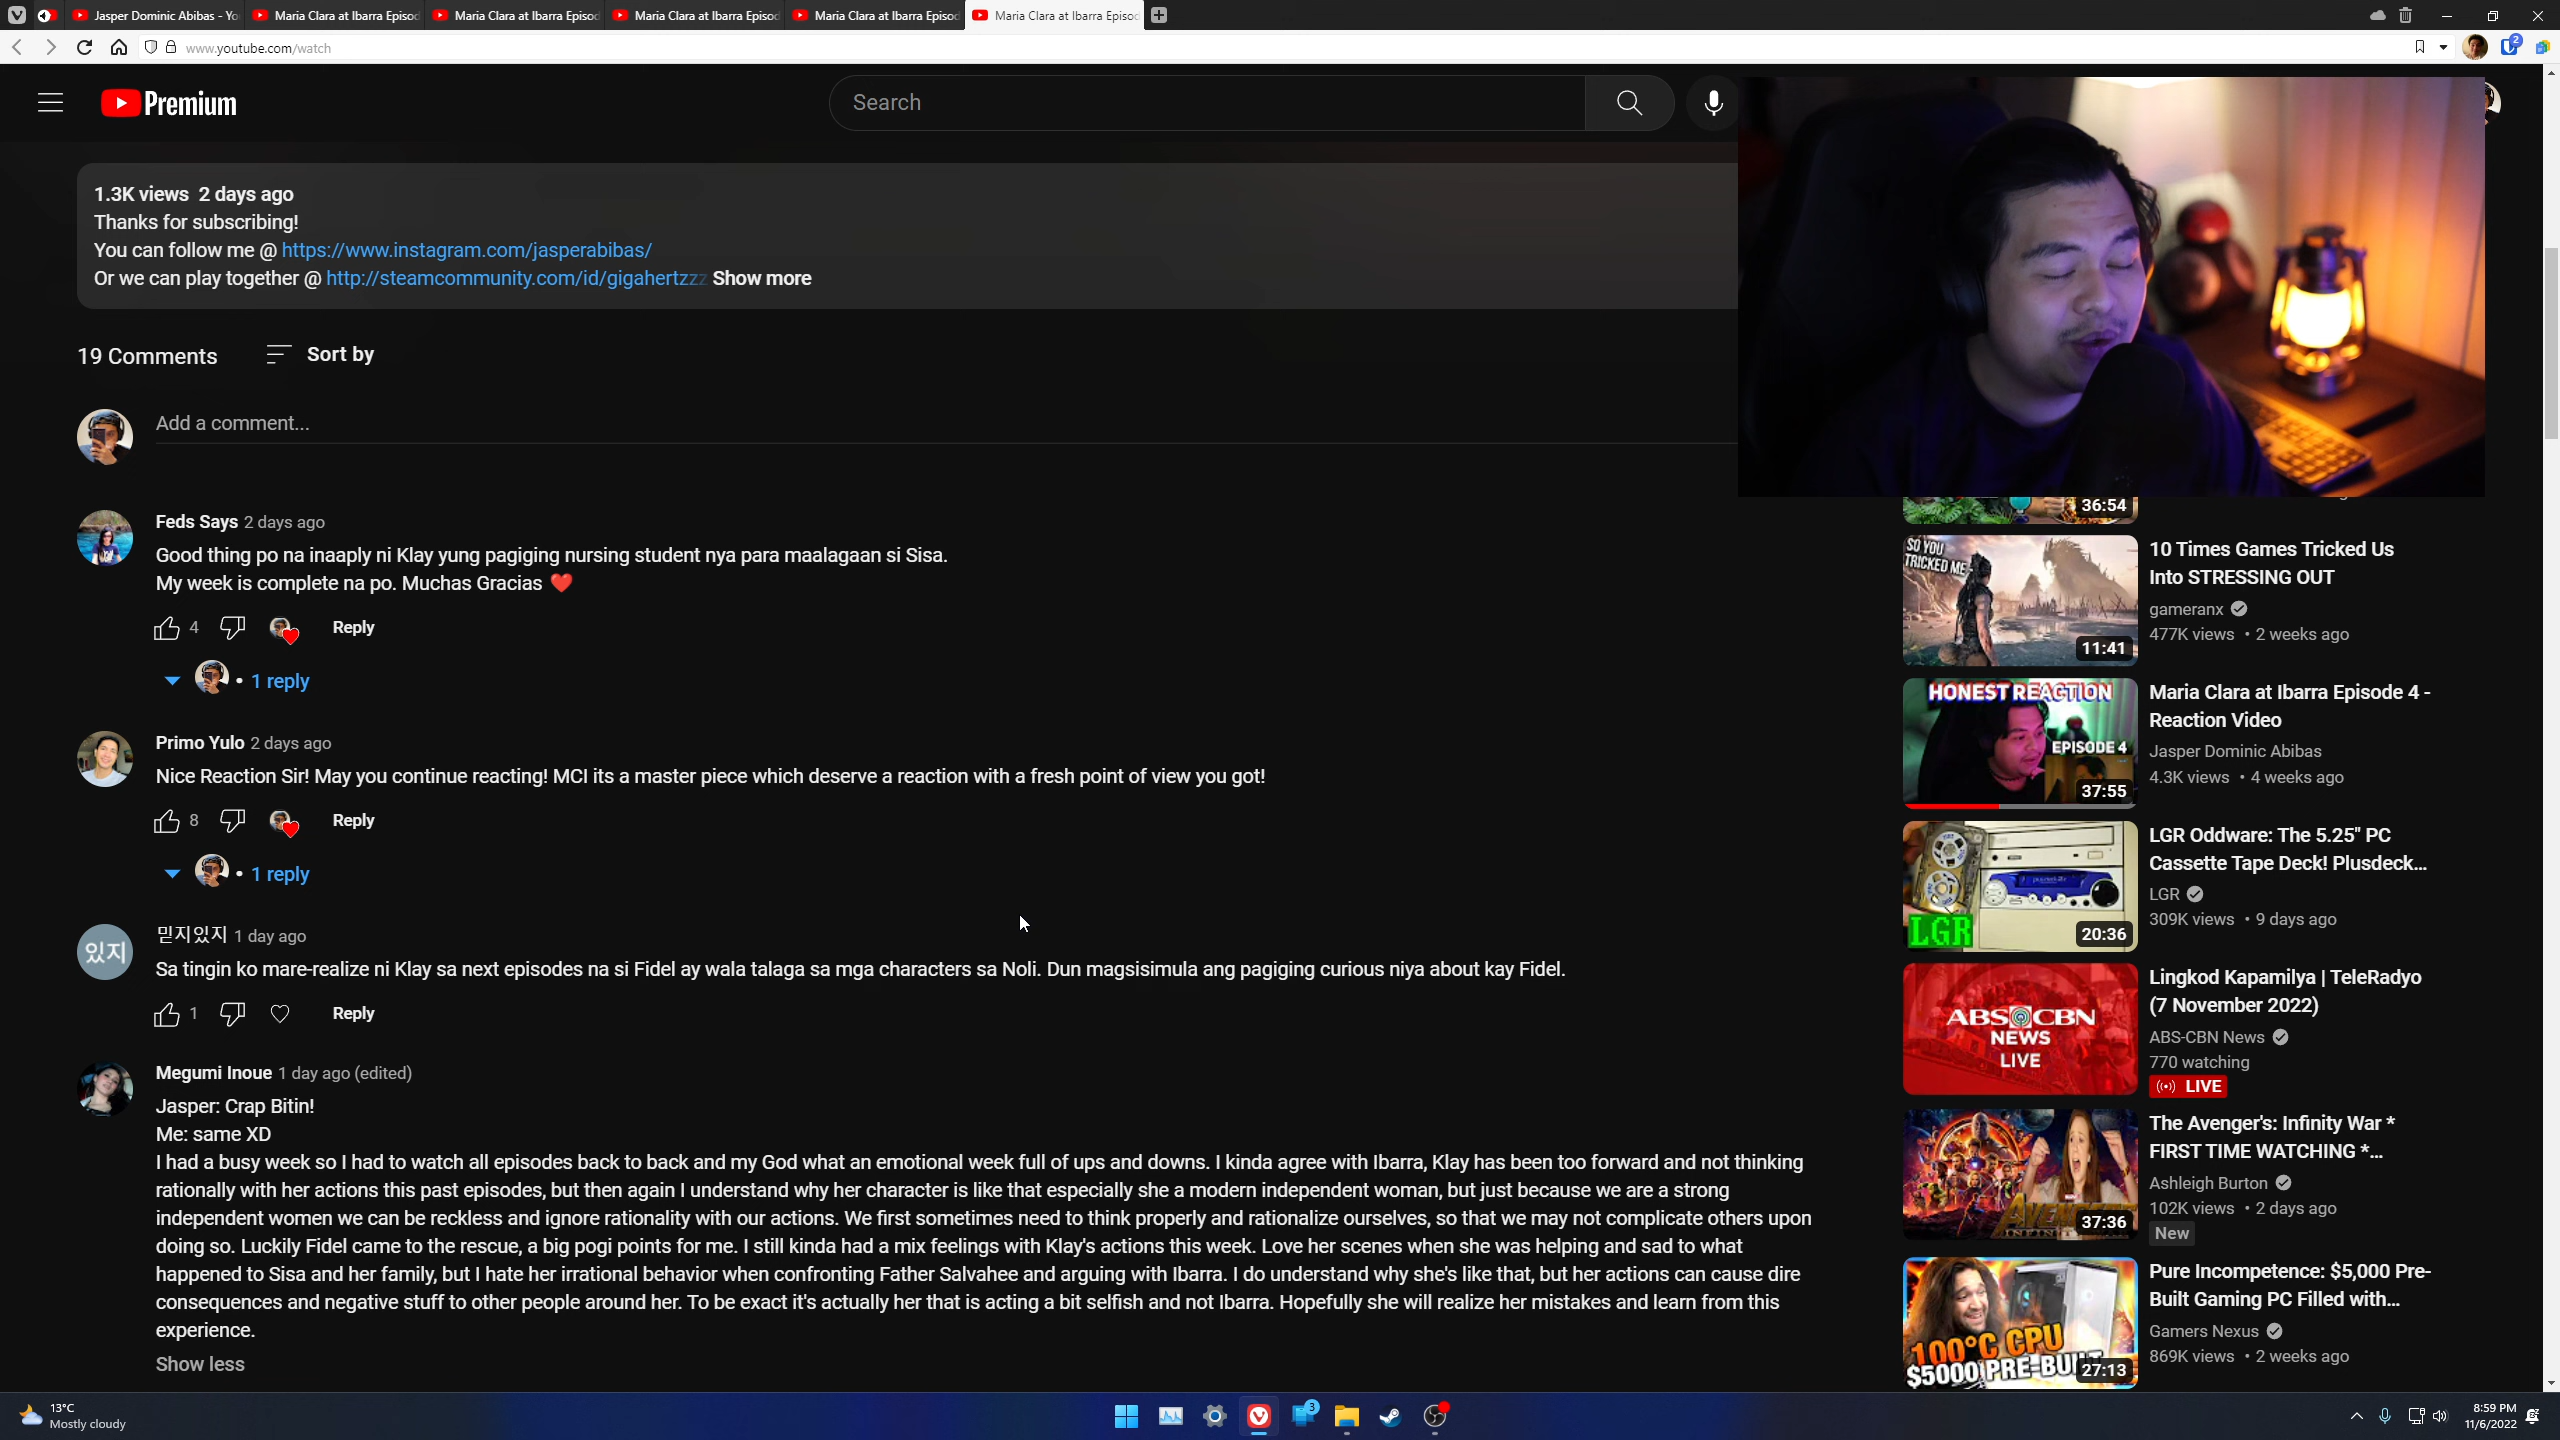 Jasper Dominic Abibas - Yo
Maria Clara at Ibarra Episod
Maria Clara at Ibarra Episod
Maria Clara at Ibarra Episod
Maria Clara at Ibarra Episod
Maria Clara at Ibarra Episod
www.youtube.com/watch
2
Premium
Search
1.3K views 2 days ago
Thanks for subscribing!
You can follow me @ https://www.instagram.com/jasperabibas/
Or we can play together @ http://steamcommunity.com/id/gigahertzzz Show more
19 Comments
Sort by
Add a comment...
Feds Says 2 days ago
Good thing po na inaaply ni Klay yung pagiging nursing student nya para maalagaan si Sisa.
My week is complete na po. Muchas Gracias ❤️
4
Reply
• 1 reply
Primo Yulo 2 days ago
Nice Reaction Sir! May you continue reacting! MCI its a master piece which deserve a reaction with a fresh point of view you got!
8
Reply
• 1 reply
있지
믿지있지 1 day ago
Sa tingin ko mare-realize ni Klay sa next episodes na si Fidel ay wala talaga sa mga characters sa Noli. Dun magsisimula ang pagiging curious niya about kay Fidel.
1
Reply
Megumi Inoue 1 day ago (edited)
Jasper: Crap Bitin!
Me: same XD
I had a busy week so I had to watch all episodes back to back and my God what an emotional week full of ups and downs. I kinda agree with Ibarra, Klay has been too forward and not thinking
rationally with her actions this past episodes, but then again I understand why her character is like that especially she a modern independent woman, but just because we are a strong
independent women we can be reckless and ignore rationality with our actions. We first sometimes need to think properly and rationalize ourselves, so that we may not complicate others upon
doing so. Luckily Fidel came to the rescue, a big pogi points for me. I still kinda had a mix feelings with Klay's actions this week. Love her scenes when she was helping and sad to what
happened to Sisa and her family, but I hate her irrational behavior when confronting Father Salvahee and arguing with Ibarra. I do understand why she's like that, but her actions can cause dire
consequences and negative stuff to other people around her. To be exact it's actually her that is acting a bit selfish and not Ibarra. Hopefully she will realize her mistakes and learn from this
experience.
Show less
36:54
SO YOU
TRICKED ME
11:41
10 Times Games Tricked Us
Into STRESSING OUT
gameranx
477K views • 2 weeks ago
HONEST REACTION
EPISODE 4
37:55
Maria Clara at Ibarra Episode 4 -
Reaction Video
Jasper Dominic Abibas
4.3K views • 4 weeks ago
LGR
20:36
LGR Oddware: The 5.25" PC
Cassette Tape Deck! Plusdeck...
LGR
309K views • 9 days ago
ABS-CBN
NEWS
LIVE
Lingkod Kapamilya | TeleRadyo
(7 November 2022)
ABS-CBN News
770 watching
LIVE
37:36
The Avenger's: Infinity War *
FIRST TIME WATCHING *...
Ashleigh Burton
102K views • 2 days ago
New
100°C CPU
$5000 PRE-BUILT
27:13
Pure Incompetence: $5,000 Pre-
Built Gaming PC Filled with...
Gamers Nexus
869K views • 2 weeks ago
13°C
Mostly cloudy
3
8:59 PM
11/6/2022